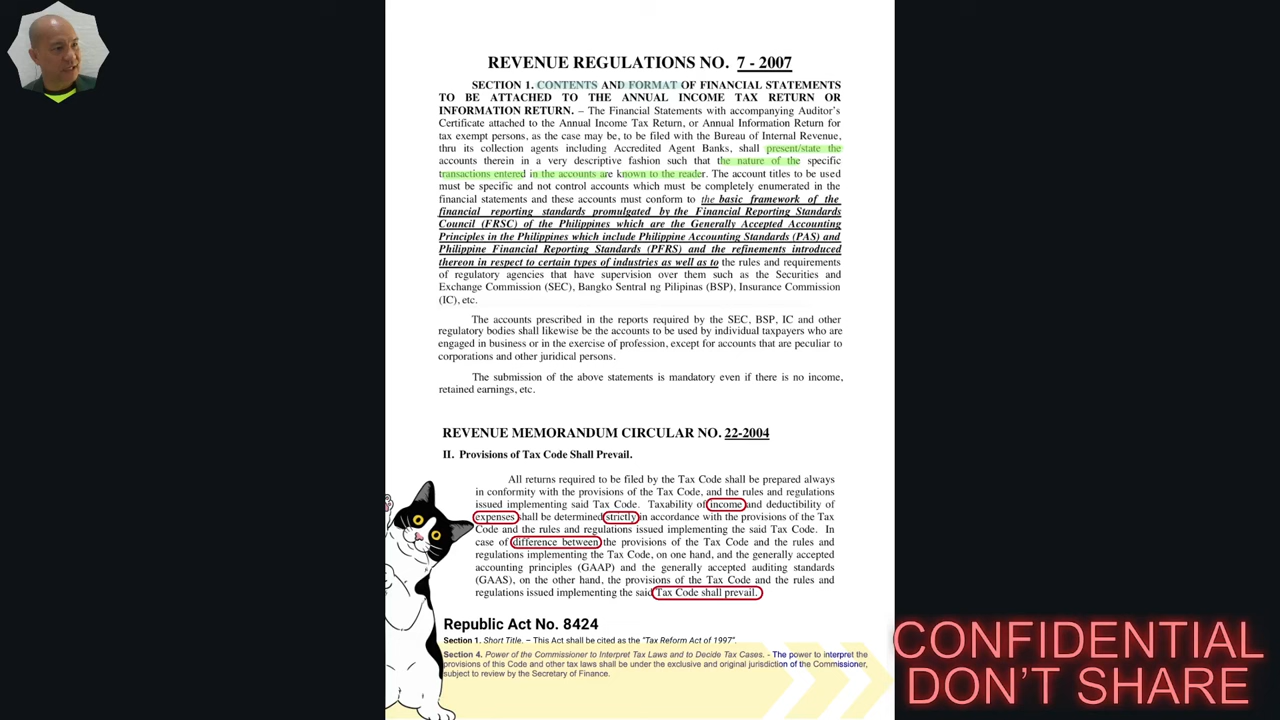 REVENUE REGULATIONS NO. 7 - 2007
SECTION 1. CONTENTS AND FORMAT OF FINANCIAL STATEMENTS
TO BE ATTACHED TO THE ANNUAL INCOME TAX RETURN OR
INFORMATION RETURN. – The Financial Statements with accompanying Auditor's
Certificate attached to the Annual Income Tax Return, or Annual Information Return for
tax exempt persons, as the case may be, to be filed with the Bureau of Internal Revenue,
thru its collection agents including Accredited Agent Banks, shall present/state the
accounts therein in a very descriptive fashion such that the nature of the specific
transactions entered in the accounts are known to the reader. The account titles to be used
must be specific and not control accounts which must be completely enumerated in the
financial statements and these accounts must conform to the basic framework of the
financial reporting standards promulgated by the Financial Reporting Standards
Council (FRSC) of the Philippines which are the Generally Accepted Accounting
Principles in the Philippines which include Philippine Accounting Standards (PAS) and
Philippine Financial Reporting Standards (PFRS) and the refinements introduced
thereon in respect to certain types of industries as well as to the rules and requirements
of regulatory agencies that have supervision over them such as the Securities and
Exchange Commission (SEC), Bangko Sentral ng Pilipinas (BSP), Insurance Commission
(IC), etc.
The accounts prescribed in the reports required by the SEC, BSP, IC and other
regulatory bodies shall likewise be the accounts to be used by individual taxpayers who are
engaged in business or in the exercise of profession, except for accounts that are peculiar to
corporations and other juridical persons.
The submission of the above statements is mandatory even if there is no income,
retained earnings, etc.
REVENUE MEMORANDUM CIRCULAR NO. 22-2004
II. Provisions of Tax Code Shall Prevail.
All returns required to be filed by the Tax Code shall be prepared always
in conformity with the provisions of the Tax Code, and the rules and regulations
issued implementing said Tax Code. Taxability of income and deductibility of
expenses shall be determined strictly in accordance with the provisions of the Tax
Code and the rules and regulations issued implementing the said Tax Code. In
case of difference between the provisions of the Tax Code and the rules and
regulations implementing the Tax Code, on one hand, and the generally accepted
accounting principles (GAAP) and the generally accepted auditing standards
(GAAS), on the other hand, the provisions of the Tax Code and the rules and
regulations issued implementing the said Tax Code shall prevail.
Republic Act No. 8424
Section 1. Short Title. – This Act shall be cited as the "Tax Reform Act of 1997".
Section 4. Power of the Commissioner to Interpret Tax Laws and to Decide Tax Cases. - The power to interpret the
provisions of this Code and other tax laws shall be under the exclusive and original jurisdiction of the Commissioner,
subject to review by the Secretary of Finance.
CONFIDENTIAL
DON'T SHARE